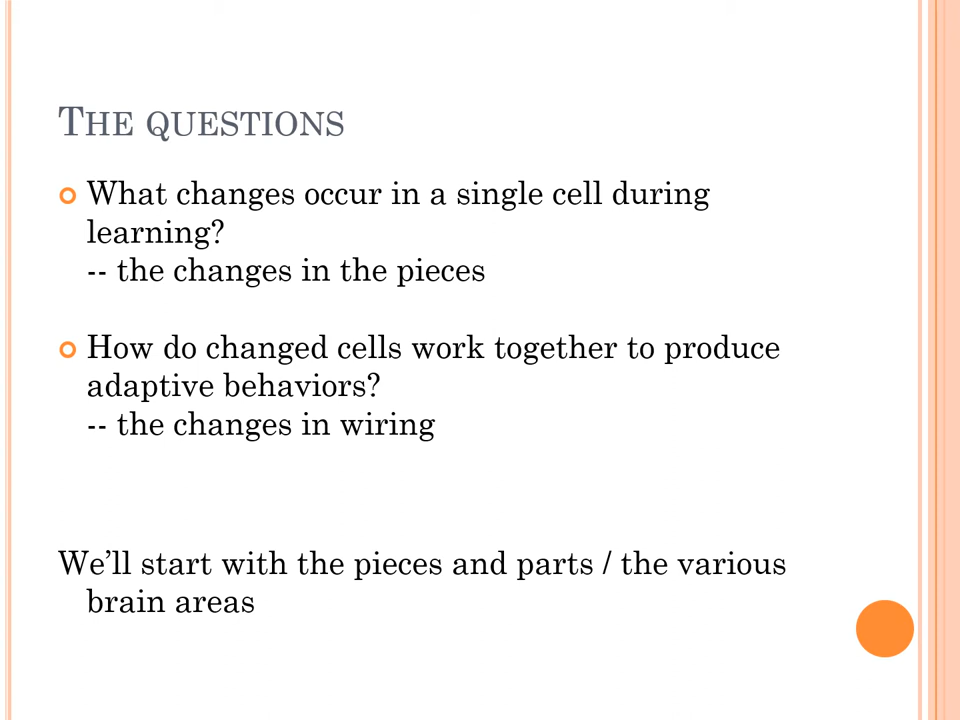 THE QUESTIONS
What changes occur in a single cell during
learning?
-- the changes in the pieces
How do changed cells work together to produce
adaptive behaviors?
-- the changes in wiring
We’ll start with the pieces and parts / the various
brain areas